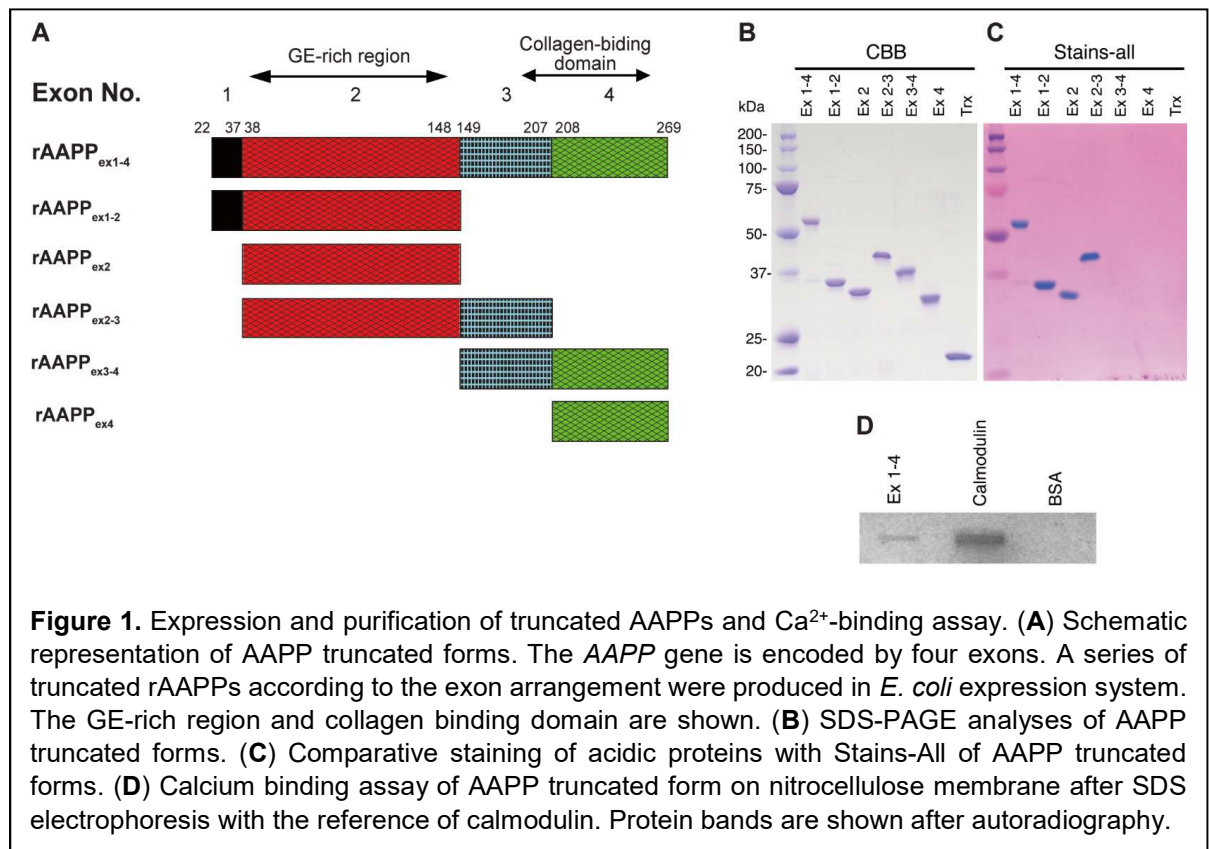 A
GE-rich region
Collagen-biding
domain
Exon No.
1 2 3 4
22 37 38 148 149 207 208 269
rAAPPex1-4
rAAPPex1-2
rAAPPex2
rAAPPex2-3
rAAPPex3-4
rAAPPex4
B
CBB
kDa
Ex 1-4 Ex 1-2 Ex 2 Ex 2-3 Ex 3-4 Ex 4 Trx
200-
150-
100-
75-
50-
37-
25-
20-
C
Stains-all
Ex 1-4 Ex 1-2 Ex 2 Ex 2-3 Ex 3-4 Ex 4 Trx
D
Ex 1-4 Calmodulin BSA
Figure 1. Expression and purification of truncated AAPPs and Ca2+-binding assay. (A) Schematic
representation of AAPP truncated forms. The AAPP gene is encoded by four exons. A series of
truncated rAAPPs according to the exon arrangement were produced in E. coli expression system.
The GE-rich region and collagen binding domain are shown. (B) SDS-PAGE analyses of AAPP
truncated forms. (C) Comparative staining of acidic proteins with Stains-All of AAPP truncated
forms. (D) Calcium binding assay of AAPP truncated form on nitrocellulose membrane after SDS
electrophoresis with the reference of calmodulin. Protein bands are shown after autoradiography.